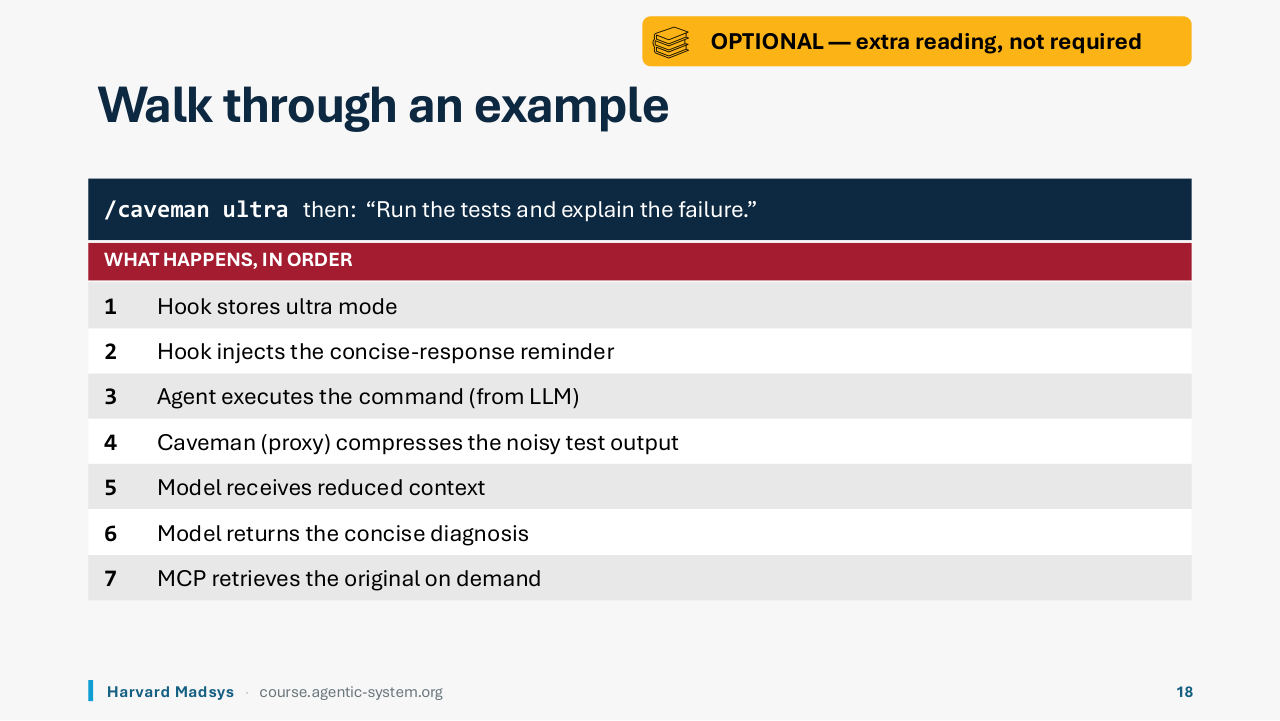 OPTIONAL — extra reading, not required
Walk through an example
/caveman ultra then: “Run the tests and explain the failure.”
WHAT HAPPENS, IN ORDER
1 Hook stores ultra mode
2 Hook injects the concise-response reminder
3 Agent executes the command (from LLM)
4 Caveman (proxy) compresses the noisy test output
5 Model receives reduced context
6 Model returns the concise diagnosis
7 MCP retrieves the original on demand
Harvard Madsys · course.agentic-system.org
18